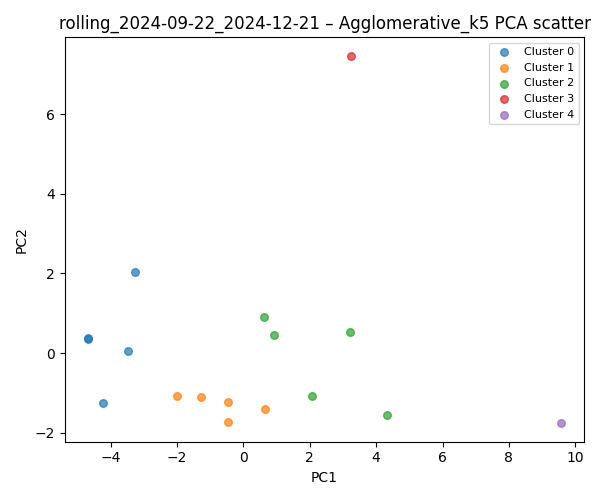 rolling_2024-09-22_2024-12-21 – Agglomerative_k5 PCA scatter
Cluster 0
Cluster 1
Cluster 2
Cluster 3
Cluster 4
PC2
6
4
2
0
−2
−4
−2
0
2
4
6
8
10
PC1